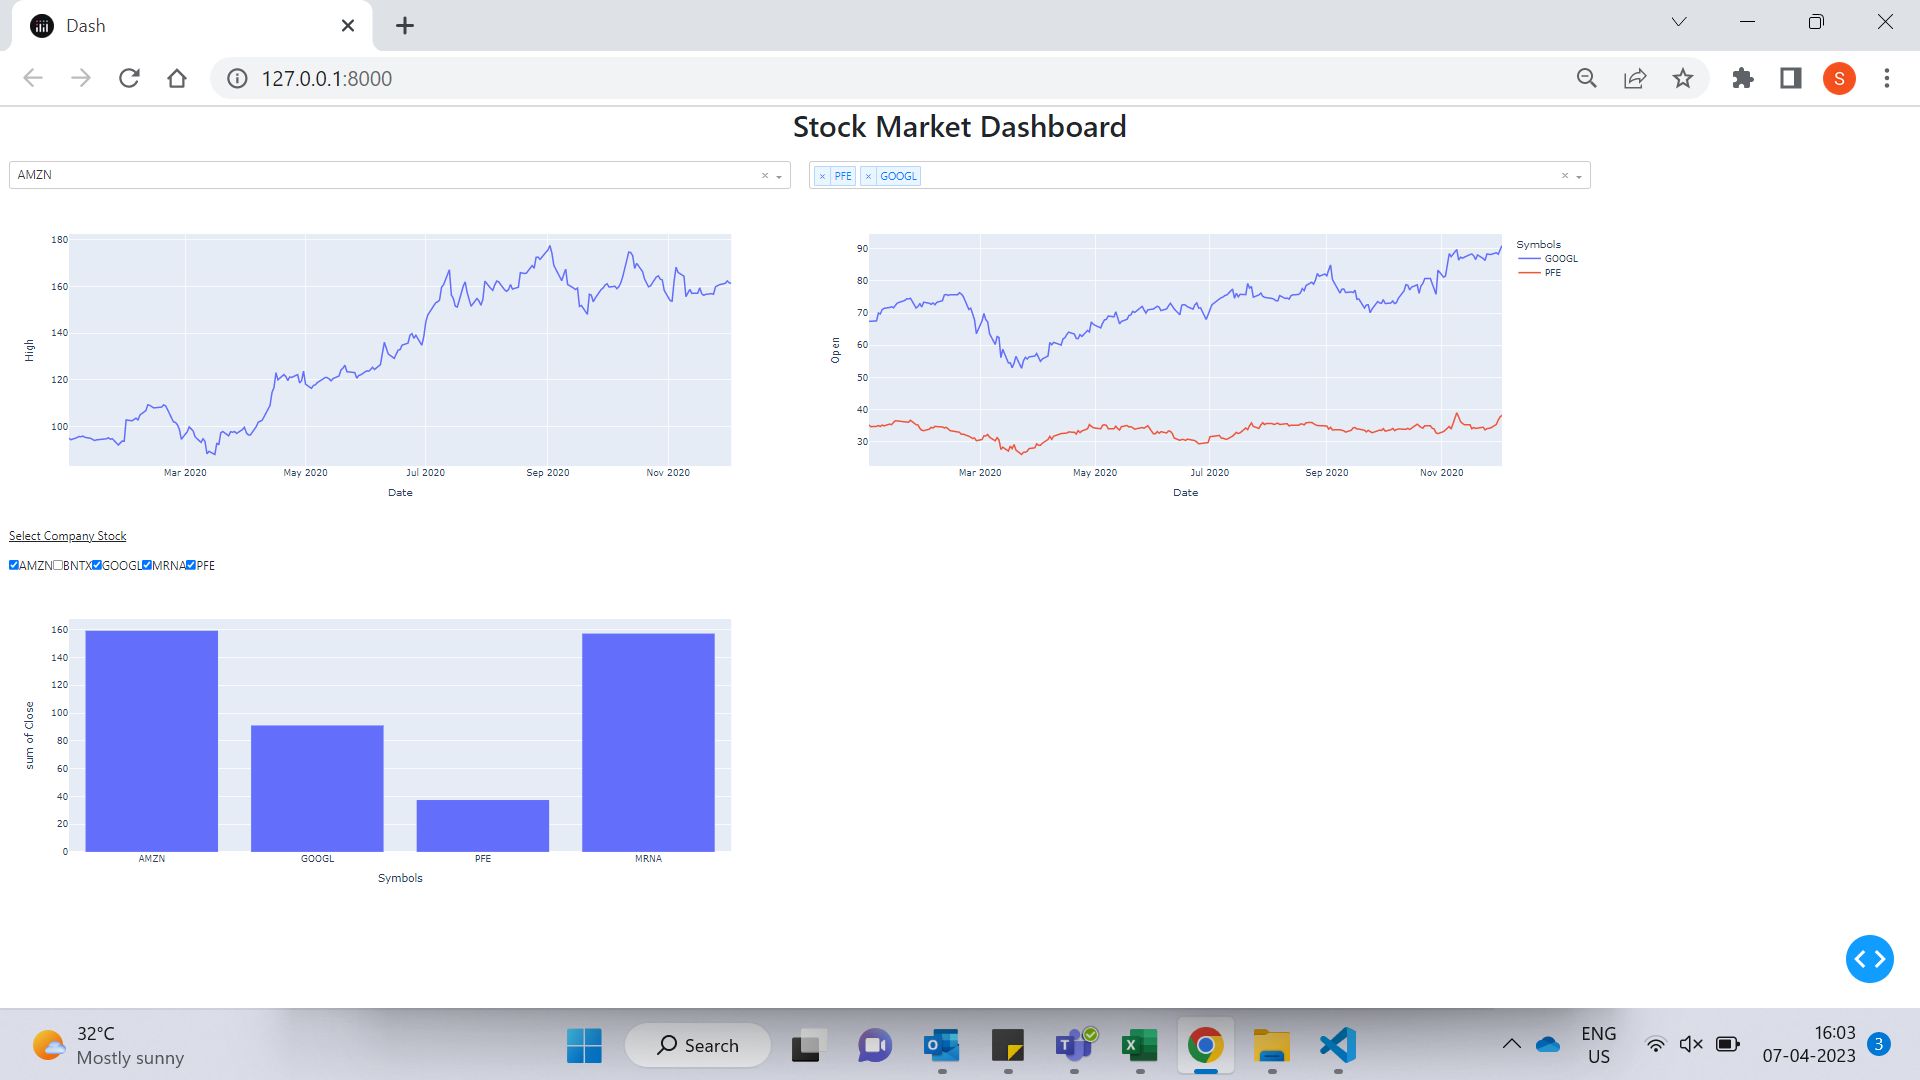 Dash
127.0.0.1:8000
S
Stock Market Dashboard
AMZN
× PFE × GOOGL
180
160
140
120
100
High
Mar 2020 May 2020 Jul 2020 Sep 2020 Nov 2020
Date
90
80
70
60
50
40
30
Open
Mar 2020 May 2020 Jul 2020 Sep 2020 Nov 2020
Date
Symbols
GOOGL
PFE
Select Company Stock
AMZN BNTX GOOGL MRNA PFE
160
140
120
100
80
60
40
20
0
sum of Close
AMZN GOOGL PFE MRNA
Symbols
32°C
Mostly sunny
Search
ENG
US
16:03
07-04-2023
3